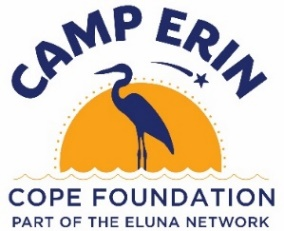 CAMP ERIN
COPE FOUNDATION
PART OF THE ELUNA NETWORK